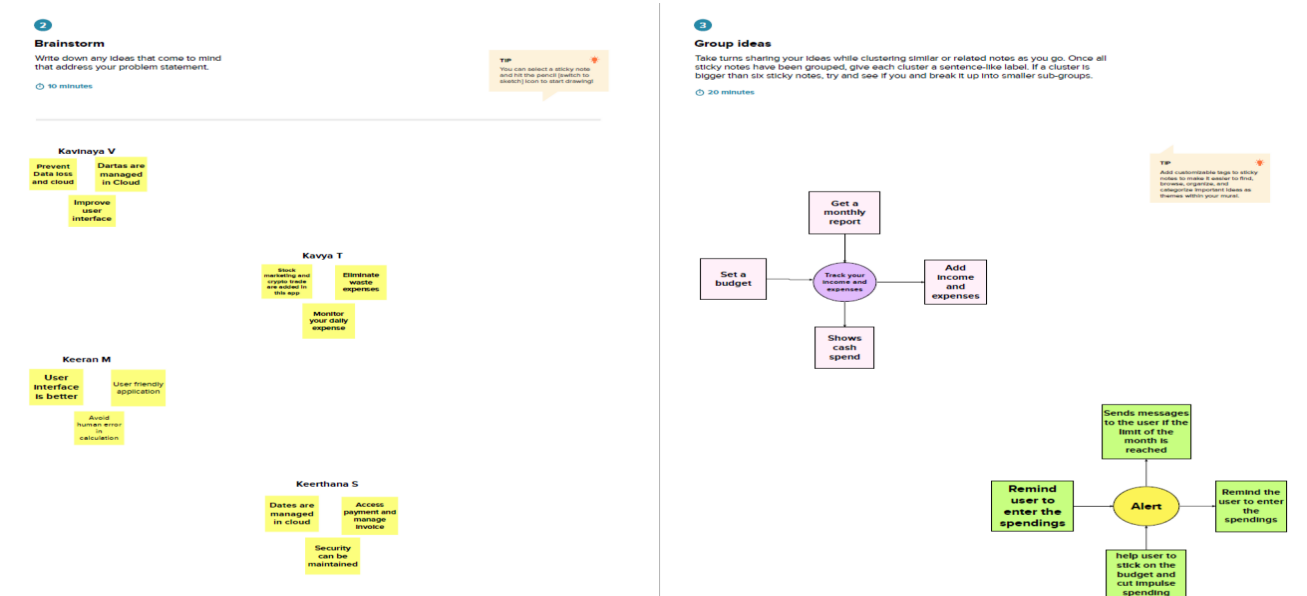 2
Brainstorm
Write down any ideas that come to mind
that address your problem statement.
10 minutes
TIP
You can select a sticky note
and hit the pencil [switch to
sketch] icon to start drawing!
Kavinaya V
Prevent
Data loss
and cloud
Dartas are
managed
in Cloud
Improve
user
interface
Kavya T
Stock
marketing and
crypto trade
are added in
this app
Eliminate
waste
expenses
Monitor
your daily
expense
Keeran M
User
Interface
is better
User friendly
application
Avoid
human error
in
calculation
Keerthana S
Dates are
managed
in cloud
Access
payment and
manage
invoice
Security
can be
maintained
3
Group ideas
Take turns sharing your ideas while clustering similar or related notes as you go. Once all
sticky notes have been grouped, give each cluster a sentence-like label. If a cluster is
bigger than six sticky notes, try and see if you and break it up into smaller sub-groups.
20 minutes
TIP
Add customizable tags to sticky
notes to make it easier to find,
browse, organize, and
categorize important ideas as
themes within your mural.
Get a
monthly
report
Set a
budget
Track your
income and
expenses
Add
income
and
expenses
Shows
cash
spend
Sends messages
to the user if the
limit of the
month is
reached
Remind
user to
enter the
spendings
Alert
Remind the
user to enter
the
spendings
help user to
stick on the
budget and
cut impulse
spending